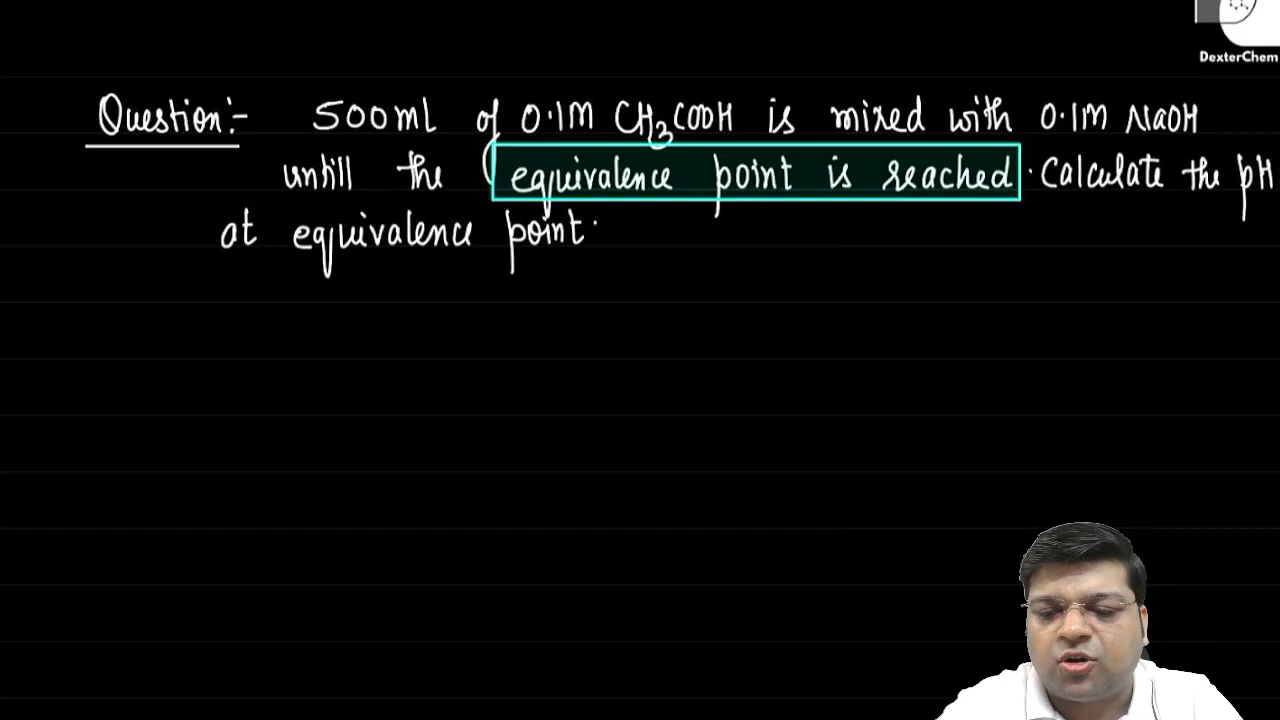 DexterChem
Question:- 500ml of 0.1M CH3COOH is mixed with 0.1M NaOH
untill the (equivalence point is reached. Calculate the pH
at equivalence point.